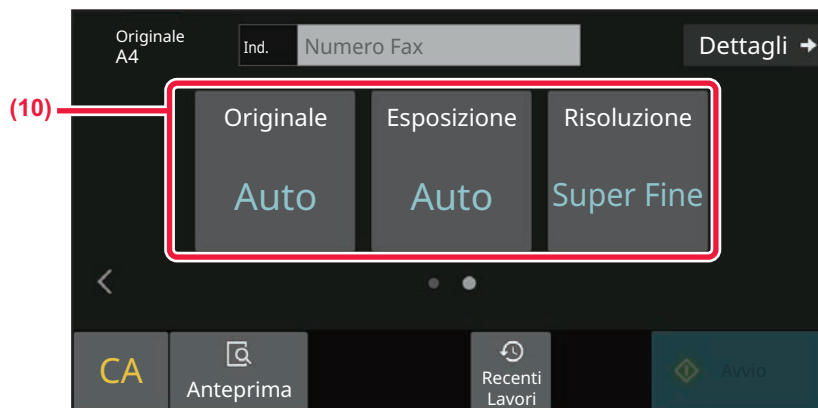 Originale
A4
Ind.
Numero Fax
Dettagli
(10)
Originale
Esposizione
Risoluzione
Auto
Auto
Super Fine
CA
Anteprima
Recenti
Lavori
Avvio